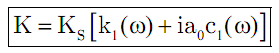 K = K_S [k_1(ω) + ia_0c_1(ω)]